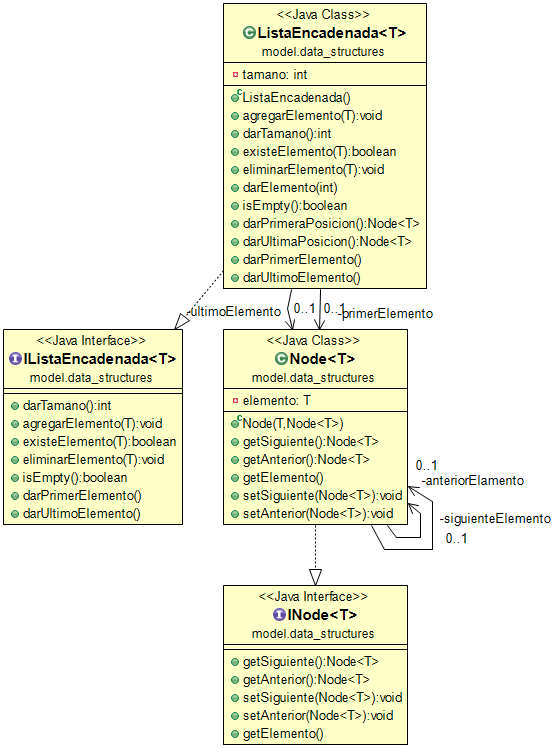 <<Java Class>>
ListaEncadenada<T>
model.data_structures
tamano: int
ListaEncadenada()
agregarElemento(T):void
darTamano():int
existeElemento(T):boolean
eliminarElemento(T):void
darElemento(int)
isEmpty():boolean
darPrimeraPosicion():Node<T>
darUltimaPosicion():Node<T>
darPrimerElemento()
darUltimoElemento()
-ultimoElemento
0..1
0..1
-primerElemento
<<Java Interface>>
IListaEncadenada<T>
model.data_structures
darTamano():int
agregarElemento(T):void
existeElemento(T):boolean
eliminarElemento(T):void
isEmpty():boolean
darPrimerElemento()
darUltimoElemento()
<<Java Class>>
Node<T>
model.data_structures
elemento: T
Node(T,Node<T>)
getSiguiente():Node<T>
getAnterior():Node<T>
getElemento()
setSiguiente(Node<T>):void
setAnterior(Node<T>):void
0..1
-anteriorElamento
-siguienteElemento
0..1
<<Java Interface>>
INode<T>
model.data_structures
getSiguiente():Node<T>
getAnterior():Node<T>
setSiguiente(Node<T>):void
setAnterior(Node<T>):void
getElemento()